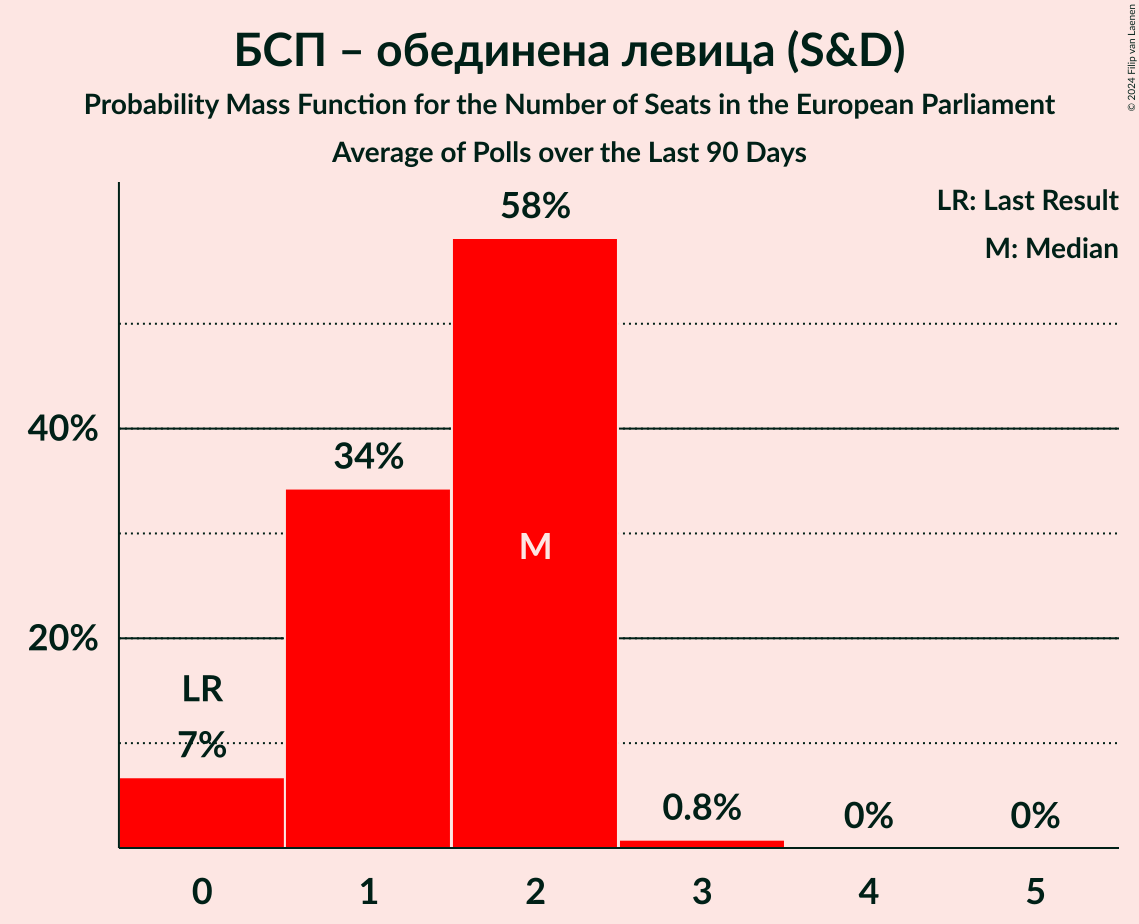 БСП – обединена левица (S&D)
Probability Mass Function for the Number of Seats in the European Parliament
Average of Polls over the Last 90 Days
© 2024 Filip van Laenen
LR: Last Result
M: Median
58%
40%
34%
M
20%
LR
7%
0.8%
0%
0%
0 1 2 3 4 5